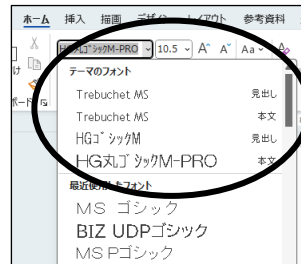 ホーム 挿入 描画 デザイン レイアウト 参考資料
HG丸ｺﾞｼｯｸM-PRO 10.5 A A Aa A
テーマのフォント
Trebuchet MS 見出し
Trebuchet MS 本文
HGｺﾞｼｯｸM 見出し
HG丸ｺﾞｼｯｸM-PRO 本文
最近使用したフォント
MS ゴシック
BIZ UDPゴシック
MS Pゴシック